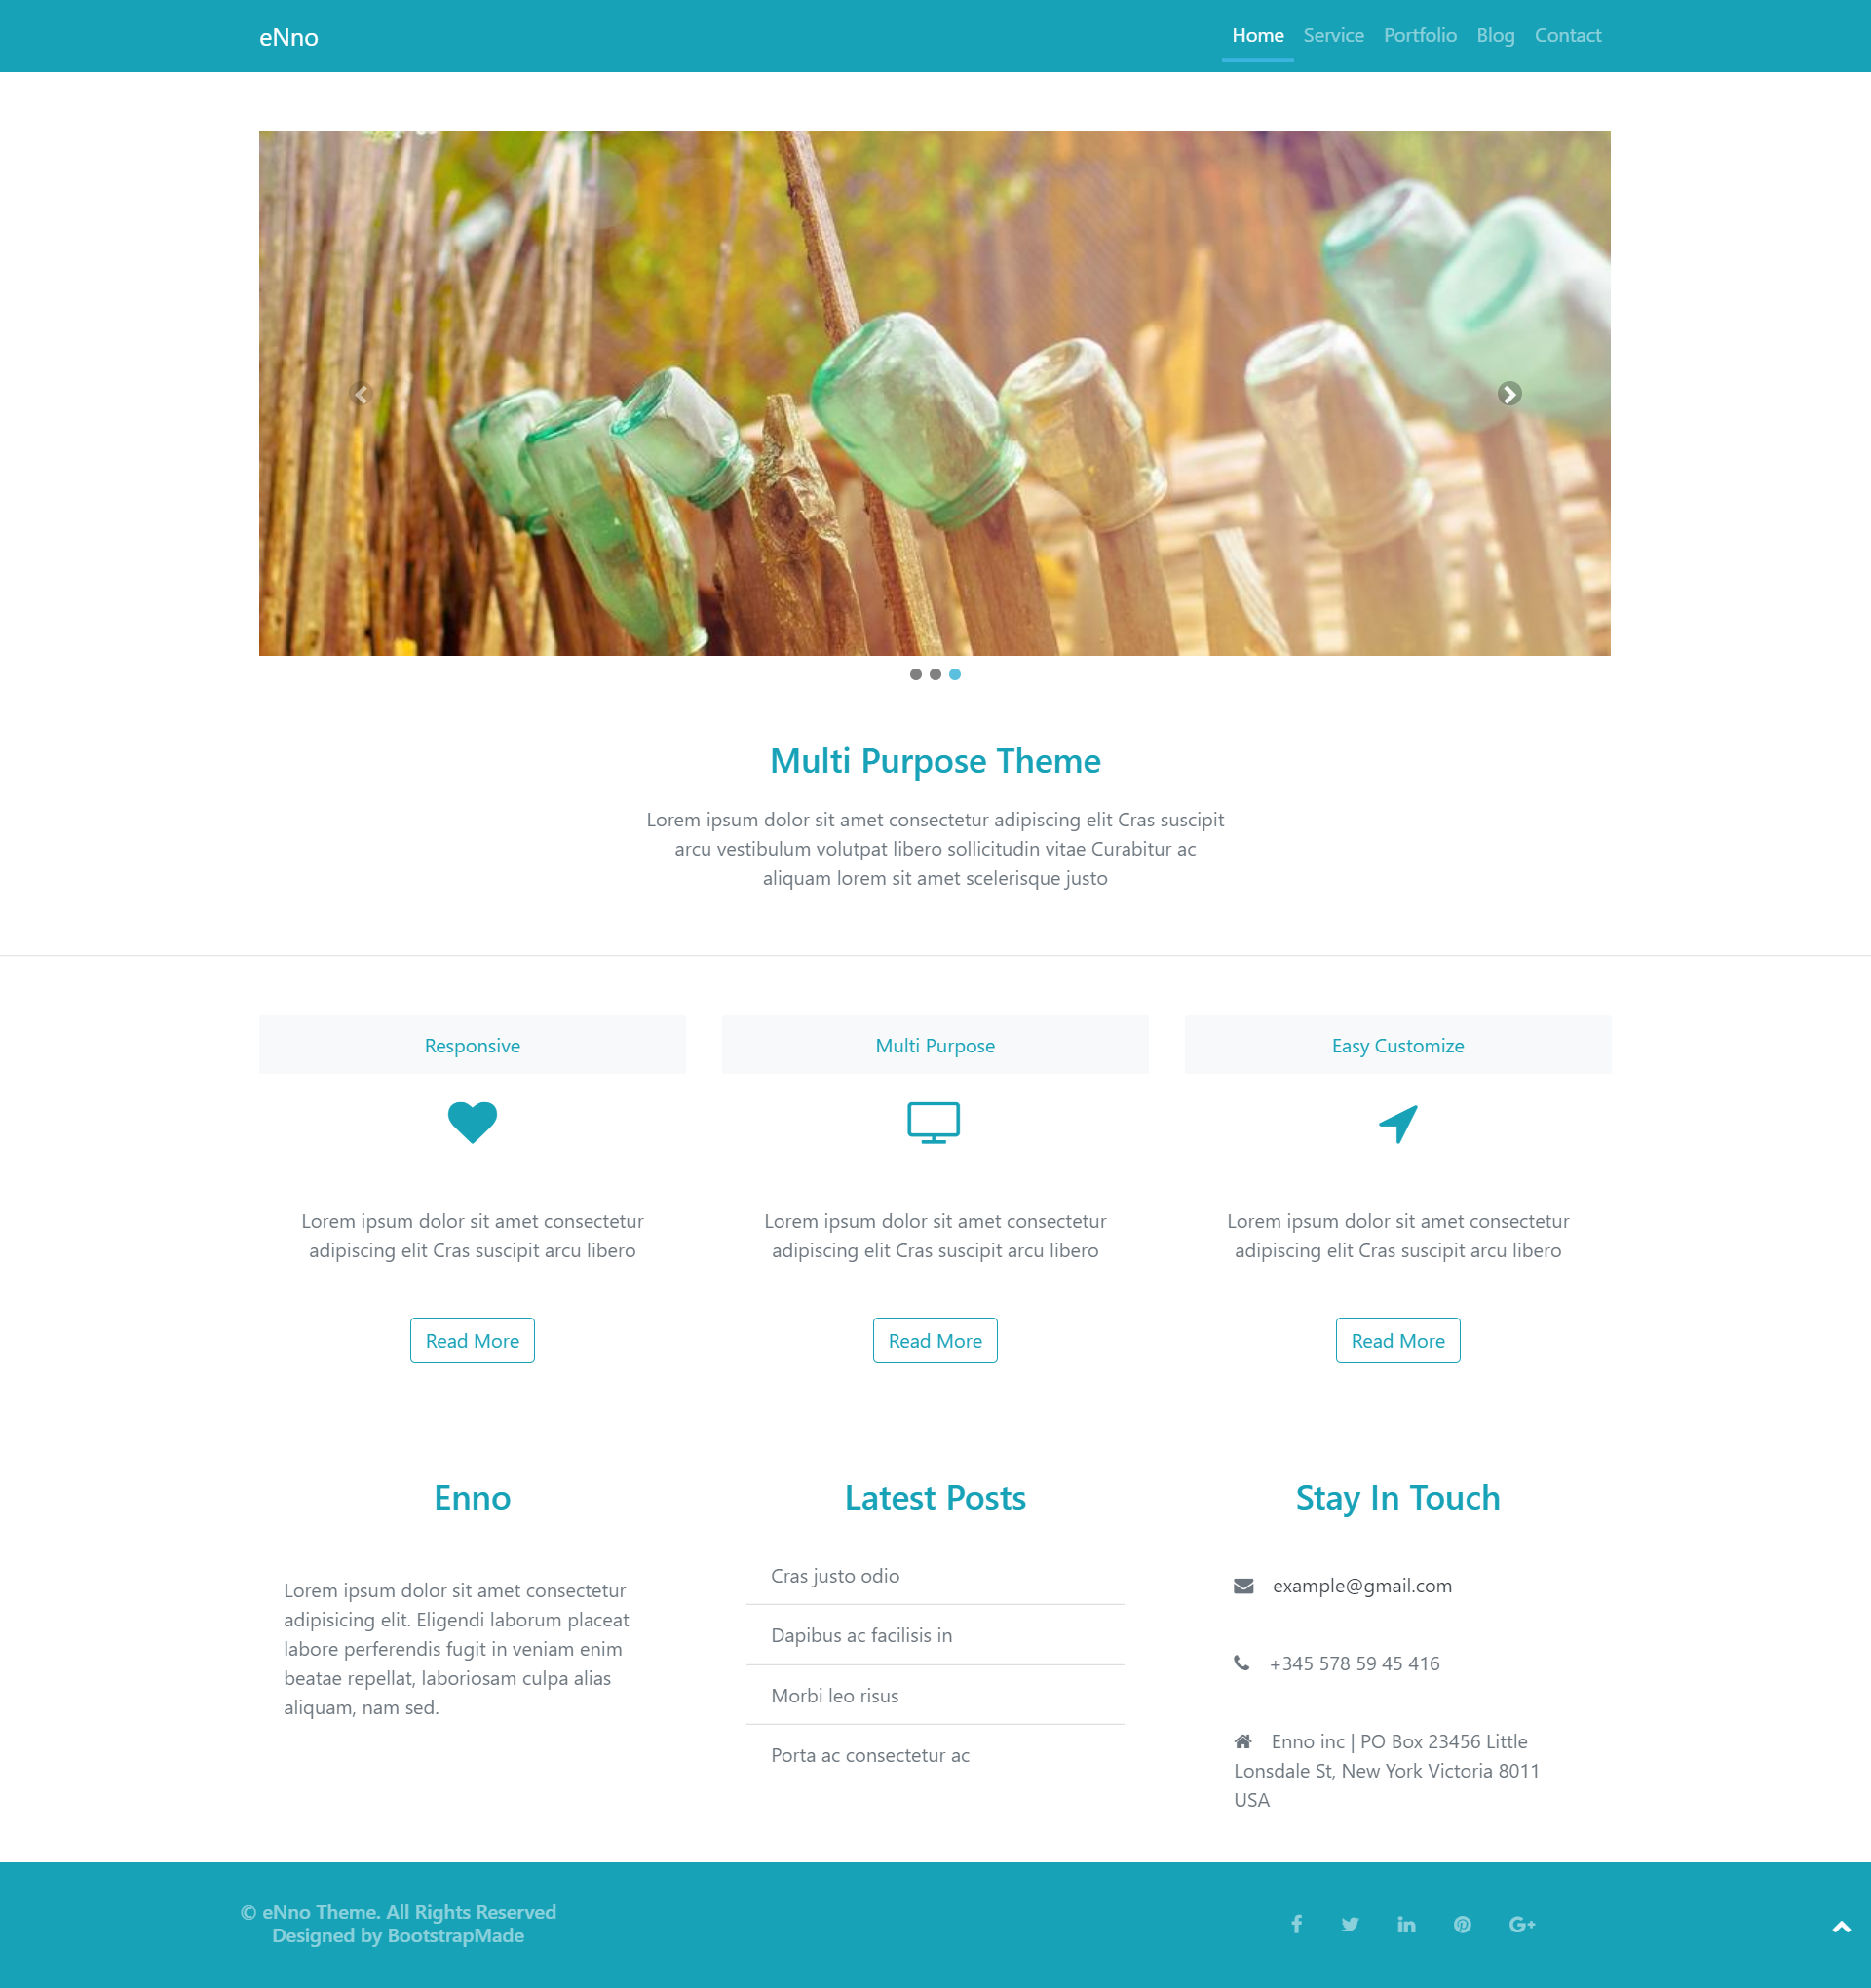 eNno
Home Service Portfolio Blog Contact
Multi Purpose Theme
Lorem ipsum dolor sit amet consectetur adipiscing elit Cras suscipit
arcu vestibulum volutpat libero sollicitudin vitae Curabitur ac
aliquam lorem sit amet scelerisque justo
Responsive
Lorem ipsum dolor sit amet consectetur
adipiscing elit Cras suscipit arcu libero
Read More
Multi Purpose
Lorem ipsum dolor sit amet consectetur
adipiscing elit Cras suscipit arcu libero
Read More
Easy Customize
Lorem ipsum dolor sit amet consectetur
adipiscing elit Cras suscipit arcu libero
Read More
Enno
Lorem ipsum dolor sit amet consectetur
adipisicing elit. Eligendi laborum placeat
labore perferendis fugit in veniam enim
beatae repellat, laboriosam culpa alias
aliquam, nam sed.
Latest Posts
Cras justo odio
Dapibus ac facilisis in
Morbi leo risus
Porta ac consectetur ac
Stay In Touch
example@gmail.com
+345 578 59 45 416
Enno inc | PO Box 23456 Little
Lonsdale St, New York Victoria 8011
USA
© eNno Theme. All Rights Reserved
Designed by BootstrapMade